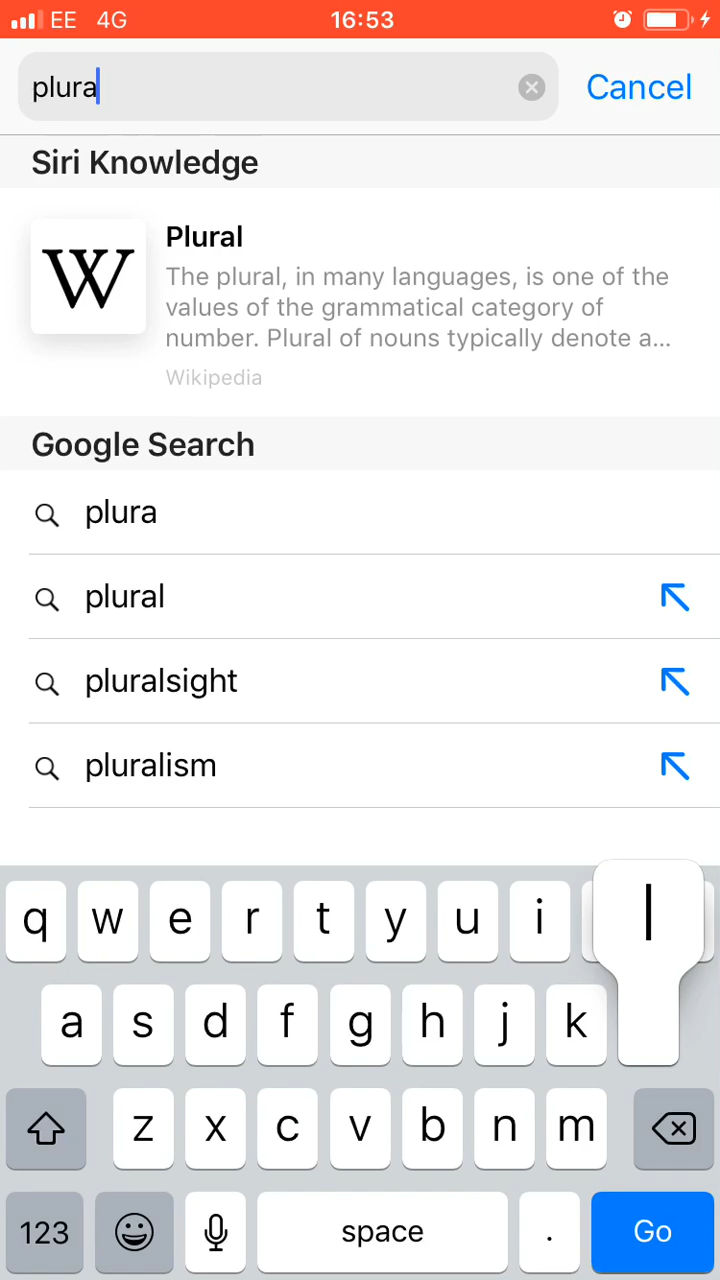 EE 4G 16:53
plura Cancel
Siri Knowledge
W
Plural
The plural, in many languages, is one of the
values of the grammatical category of
number. Plural of nouns typically denote a...
Wikipedia
Google Search
plura
plural
pluralsight
pluralism
q w e r t y u i
l
a s d f g h j k
z x c v b n m
123 space . Go